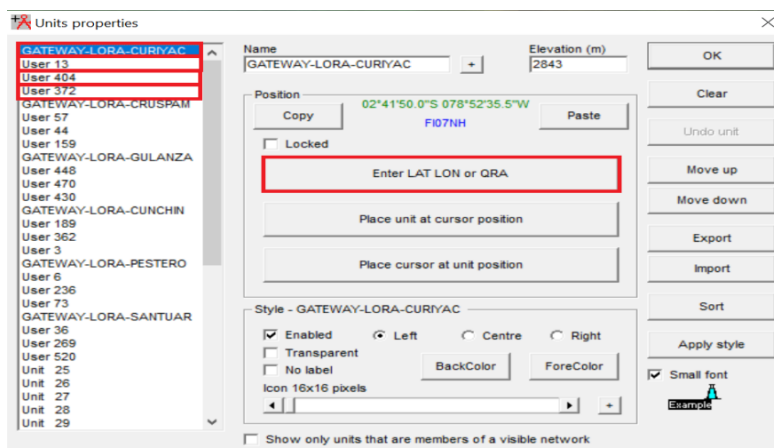 Units properties
GATEWAY-LORA-CURIYAC
User 13
User 404
User 372
GATEWAY-LORA-CRUSPAM
User 57
User 44
User 159
GATEWAY-LORA-GULANZA
User 448
User 470
User 430
GATEWAY-LORA-CUNCHIN
User 189
User 362
User 3
GATEWAY-LORA-PESTERO
User 6
User 236
User 73
GATEWAY-LORA-SANTUAR
User 36
User 269
User 520
Unit 25
Unit 26
Unit 27
Unit 28
Unit 29
Name
GATEWAY-LORA-CURIYAC
+
Elevation (m)
2843
Position
Copy
02°41'50.0"S 078°52'35.5"W
FI07NH
Paste
Locked
Enter LAT LON or QRA
Place unit at cursor position
Place cursor at unit position
Style - GATEWAY-LORA-CURIYAC
Enabled
Left
Centre
Right
Transparent
No label
BackColor
ForeColor
Icon 16x16 pixels
+
Show only units that are members of a visible network
OK
Clear
Undo unit
Move up
Move down
Export
Import
Sort
Apply style
Small font
Example